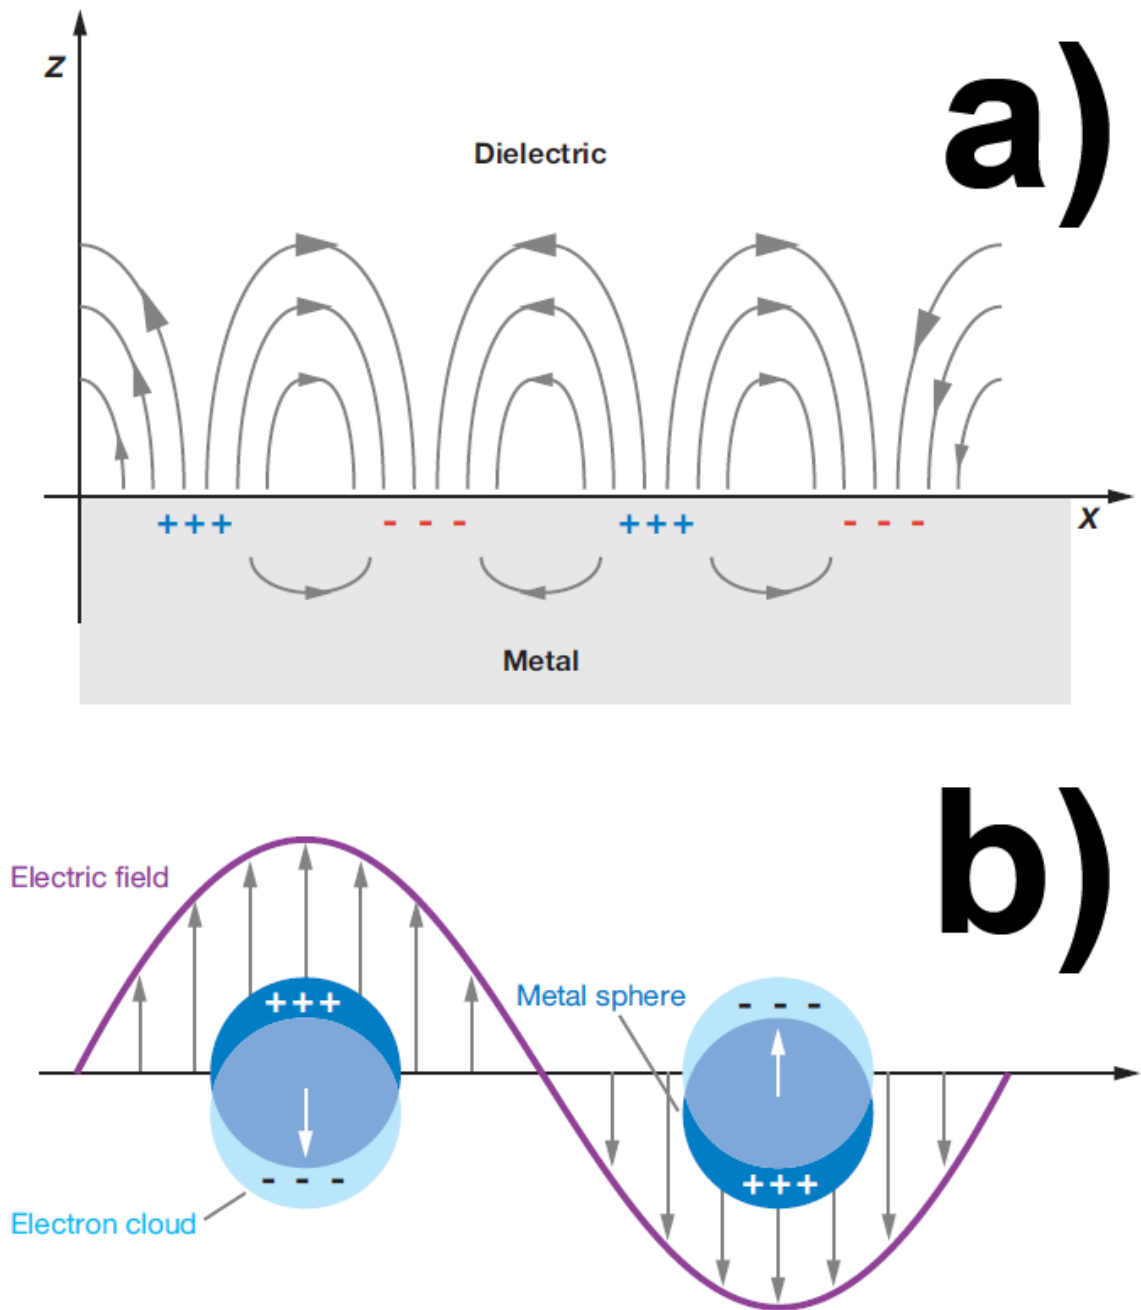 a)
Z
Dielectric
+++ - - - +++ - - -
X
Metal
b)
Electric field
+++
Metal sphere
- - -
- - -
+++
Electron cloud